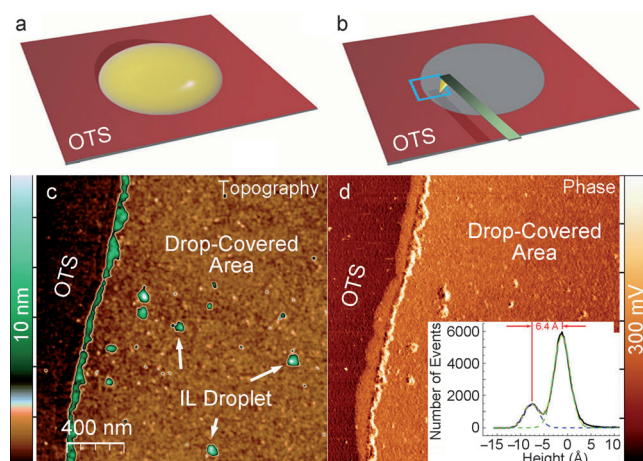 a
b
OTS
OTS
c
Topography
d
Phase
Drop-Covered
Area
Drop-Covered
Area
OTS
OTS
10 nm
300 mV
IL Droplet
400 nm
6.4 Å
Number of Events
6000
4000
2000
0
−15 −10 −5 0 5 10
Height (Å)